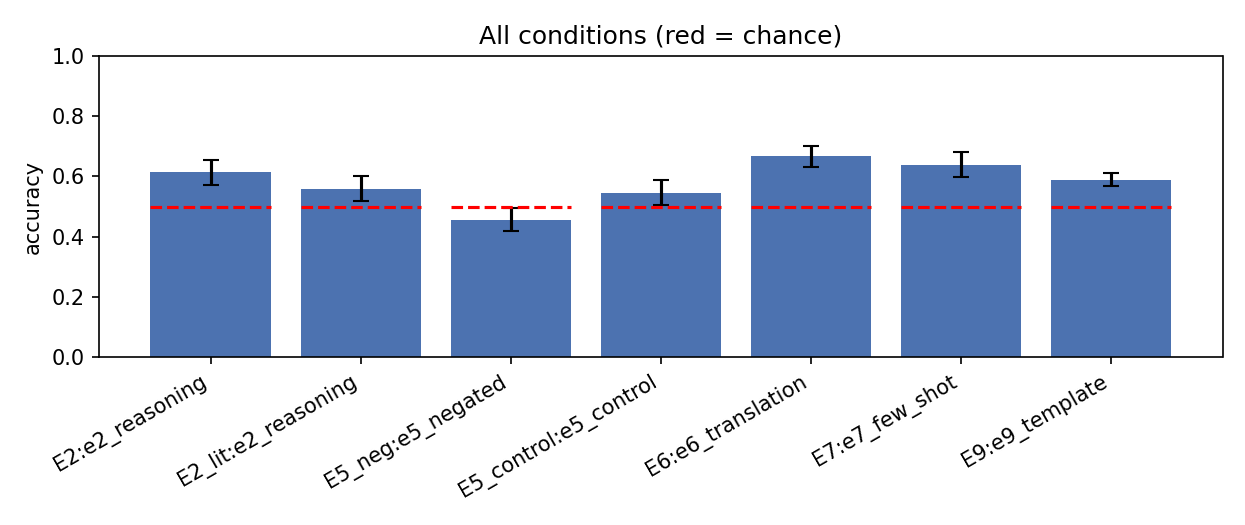 All conditions (red = chance)
1.0
0.8
0.6
0.4
0.2
0.0
accuracy
E2:e2_reasoning
E2_lit:e2_reasoning
E5_neg:e5_negated
E5_control:e5_control
E6:e6_translation
E7:e7_few_shot
E9:e9_template